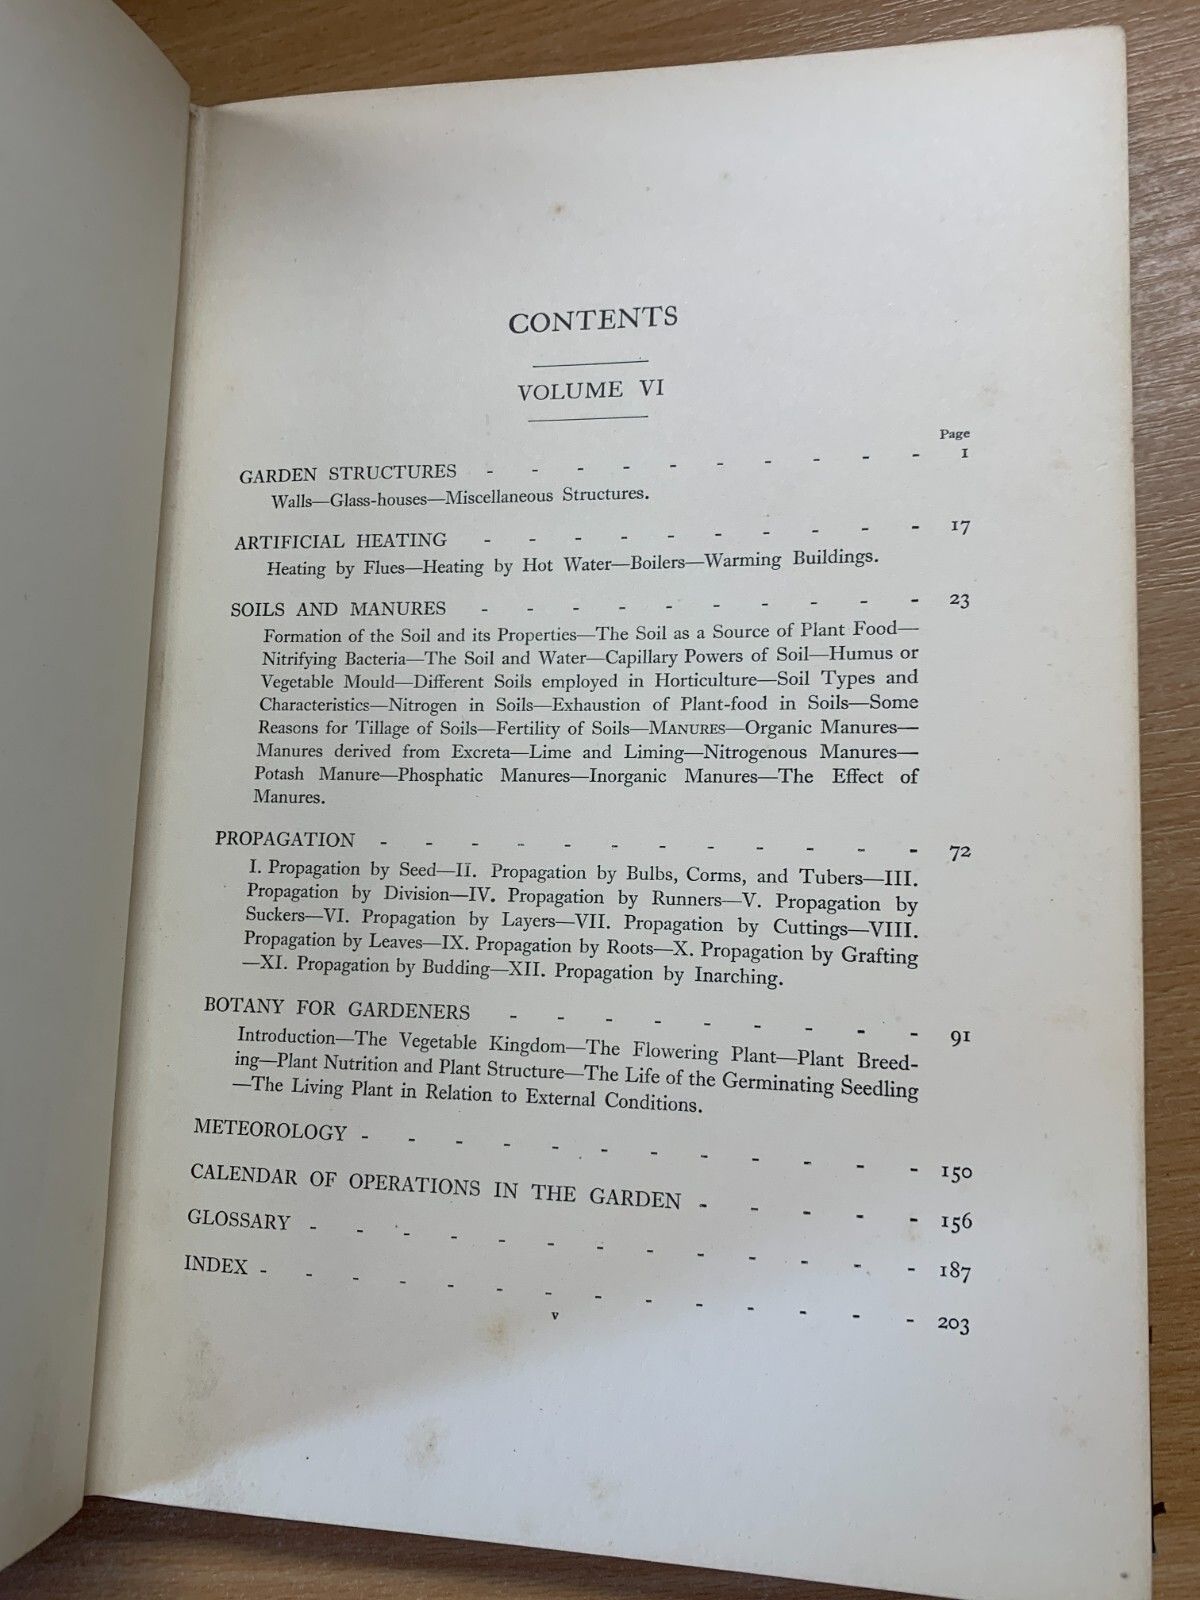 CONTENTS
VOLUME VI
Page
GARDEN STRUCTURES - - - - - - - - - - 1
Walls—Glass-houses—Miscellaneous Structures.
ARTIFICIAL HEATING - - - - - - - - - - 17
Heating by Flues—Heating by Hot Water—Boilers—Warming Buildings.
SOILS AND MANURES - - - - - - - - - - 23
Formation of the Soil and its Properties—The Soil as a Source of Plant Food—
Nitrifying Bacteria—The Soil and Water—Capillary Powers of Soil—Humus or
Vegetable Mould—Different Soils employed in Horticulture—Soil Types and
Characteristics—Nitrogen in Soils—Exhaustion of Plant-food in Soils—Some
Reasons for Tillage of Soils—Fertility of Soils—MANURES—Organic Manures—
Manures derived from Excreta—Lime and Liming—Nitrogenous Manures—
Potash Manure—Phosphatic Manures—Inorganic Manures—The Effect of
Manures.
PROPAGATION - - - - - - - - - - - - 72
I. Propagation by Seed—II. Propagation by Bulbs, Corms, and Tubers—III.
Propagation by Division—IV. Propagation by Runners—V. Propagation by
Suckers—VI. Propagation by Layers—VII. Propagation by Cuttings—VIII.
Propagation by Leaves—IX. Propagation by Roots—X. Propagation by Grafting
—XI. Propagation by Budding—XII. Propagation by Inarching.
BOTANY FOR GARDENERS - - - - - - - - - 91
Introduction—The Vegetable Kingdom—The Flowering Plant—Plant Breed-
ing—Plant Nutrition and Plant Structure—The Life of the Germinating Seedling
—The Living Plant in Relation to External Conditions.
METEOROLOGY - - - - - - - - - - - - 150
CALENDAR OF OPERATIONS IN THE GARDEN - - - - - 156
GLOSSARY - - - - - - - - - - - - - 187
INDEX - - - - - - - - - - - - - - 203
v